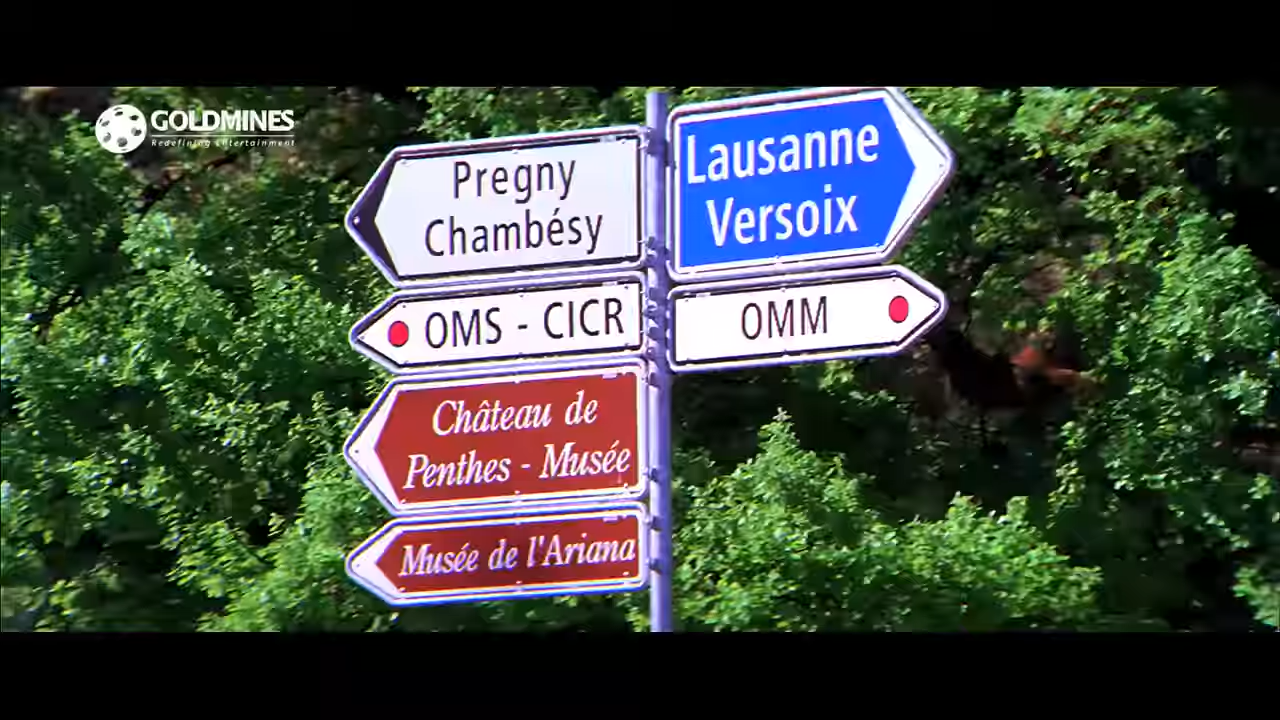 GOLDMINES
Redefining Entertainment
Pregny
Chambésy
OMS - CICR
Château de
Penthes - Musée
Musée de l'Ariana
Lausanne
Versoix
OMM